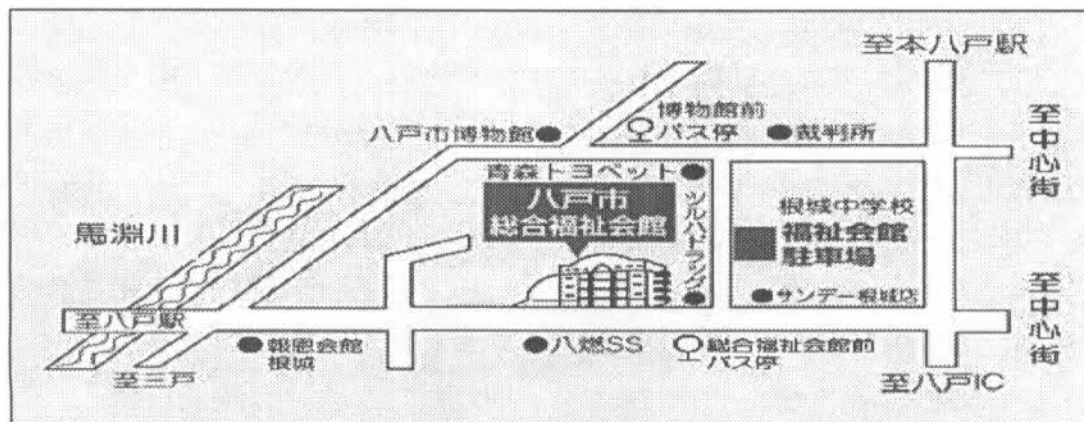 至本八戸駅
博物館前
バス停
裁判所
八戸市博物館
至中心街
青森トヨペット
八戸市
総合福祉会館
ツルハドラッグ
根城中学校
福祉会館
駐車場
馬淵川
サンデー根城店
至中心街
至八戸駅
報恩会館
根城
八燃SS
総合福祉会館前
バス停
至三戸
至八戸IC